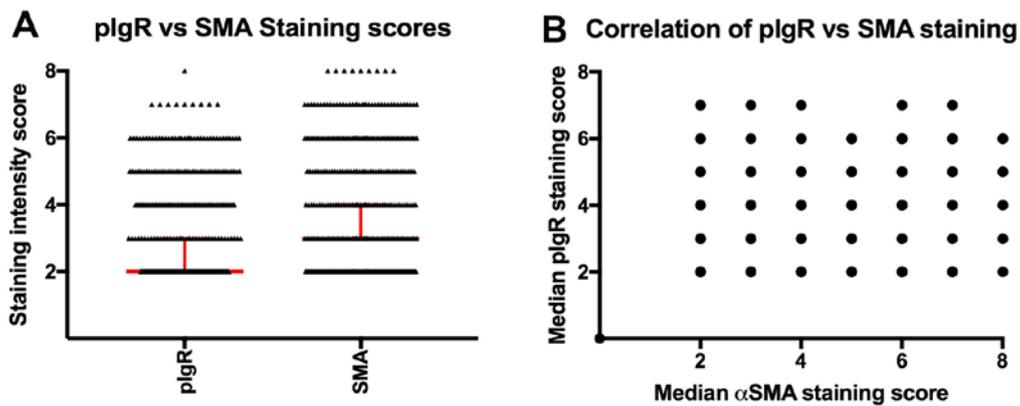 A
pIgR vs SMA Staining scores
Staining intensity score
8
6
4
2
pIgR
SMA
B
Correlation of pIgR vs SMA staining
Median pIgR staining score
8
6
4
2
2
4
6
8
Median αSMA staining score